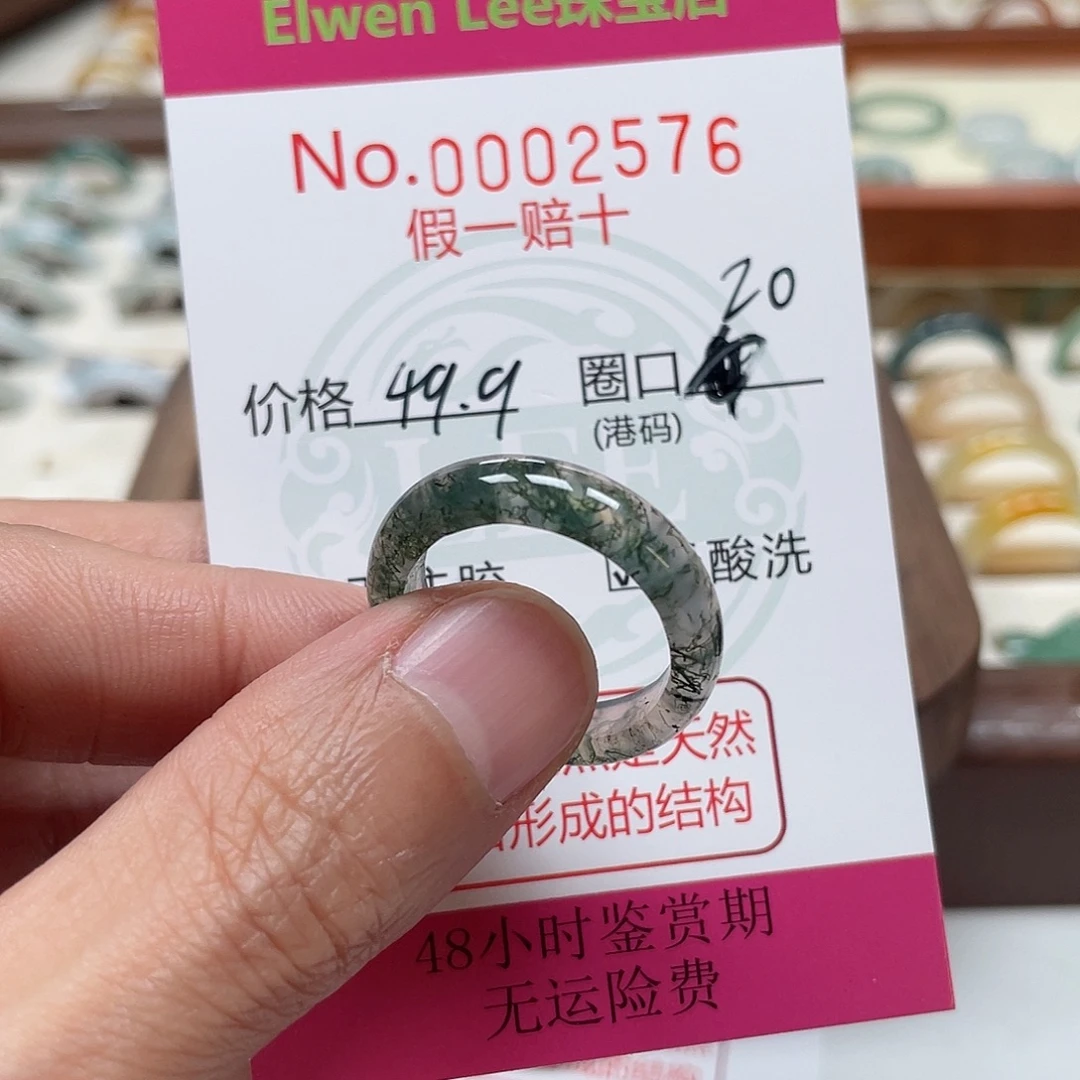 Elwen Lee珠宝店
No.0002576
假一赔十
20
价格 49.9 圈口
(港码)
酸洗
天然
形成的结构
48小时鉴赏期
无运险费